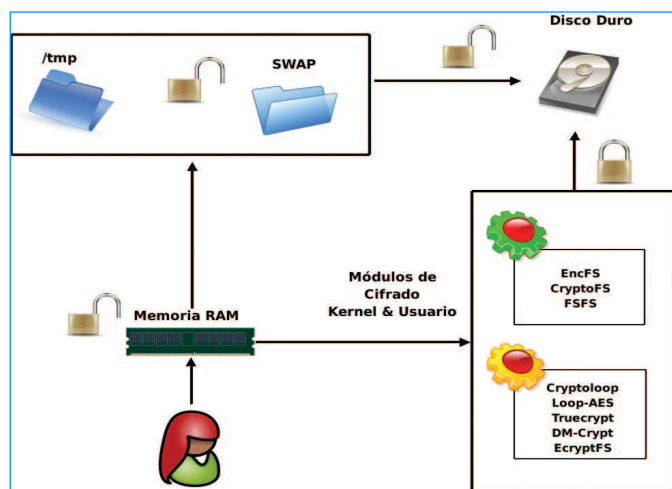 Disco Duro
/tmp
SWAP
Módulos de
Cifrado
Kernel & Usuario
Memoria RAM
EncFS
CryptoFS
FSFS
Cryptoloop
Loop-AES
Truecrypt
DM-Crypt
EcryptFS